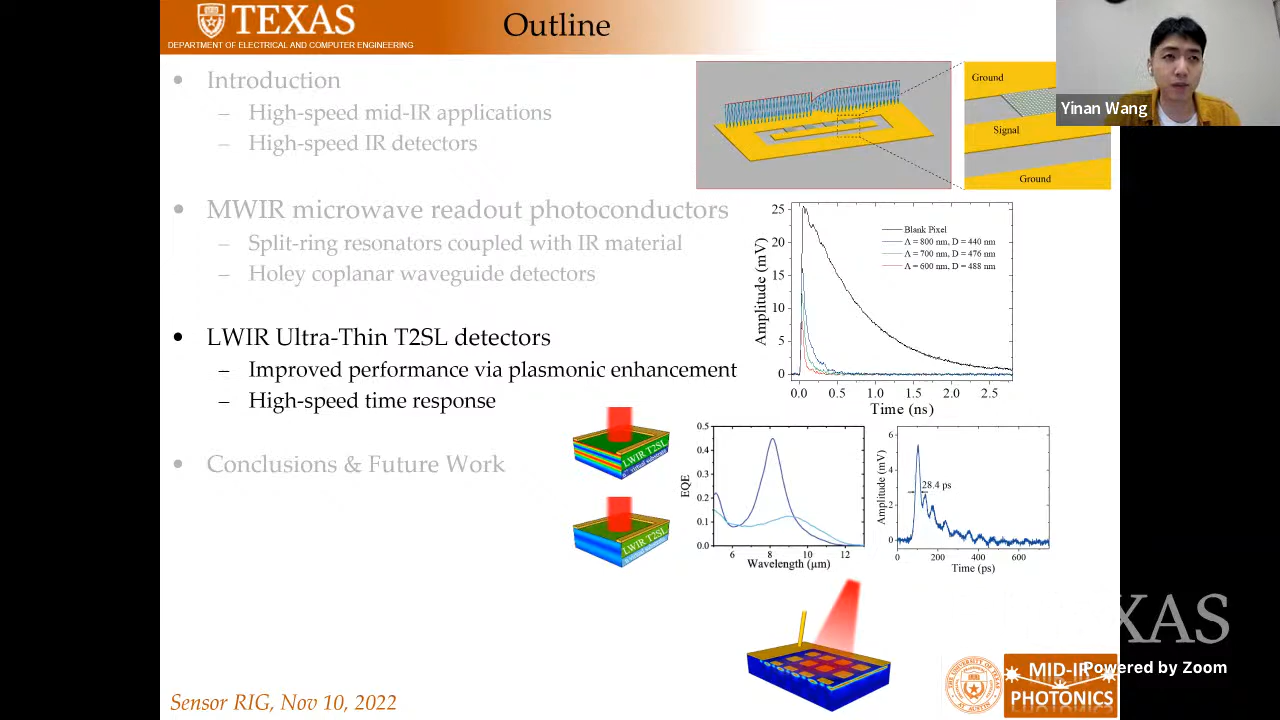 TEXAS
DEPARTMENT OF ELECTRICAL AND COMPUTER ENGINEERING
Outline
• Introduction
– High-speed mid-IR applications
– High-speed IR detectors
• MWIR microwave readout photoconductors
– Split-ring resonators coupled with IR material
– Holey coplanar waveguide detectors
• LWIR Ultra-Thin T2SL detectors
– Improved performance via plasmonic enhancement
– High-speed time response
• Conclusions & Future Work
Ground
Signal
Ground
Yinan Wang
25
20
15
10
5
0
Amplitude (mV)
Blank Pixel
Λ = 800 nm, D = 440 nm
Λ = 700 nm, D = 476 nm
Λ = 600 nm, D = 488 nm
0.0 0.5 1.0 1.5 2.0 2.5
Time (ns)
LWIR T2SL
LWIR T2SL
0.5
0.4
0.3
0.2
0.1
0.0
EQE
6 8 10 12
Wavelength (μm)
6
4
2
0
Amplitude (mV)
28.4 ps
0 200 400 600
Time (ps)
XAS
Powered by Zoom
MID-IR
PHOTONICS
Sensor RIG, Nov 10, 2022